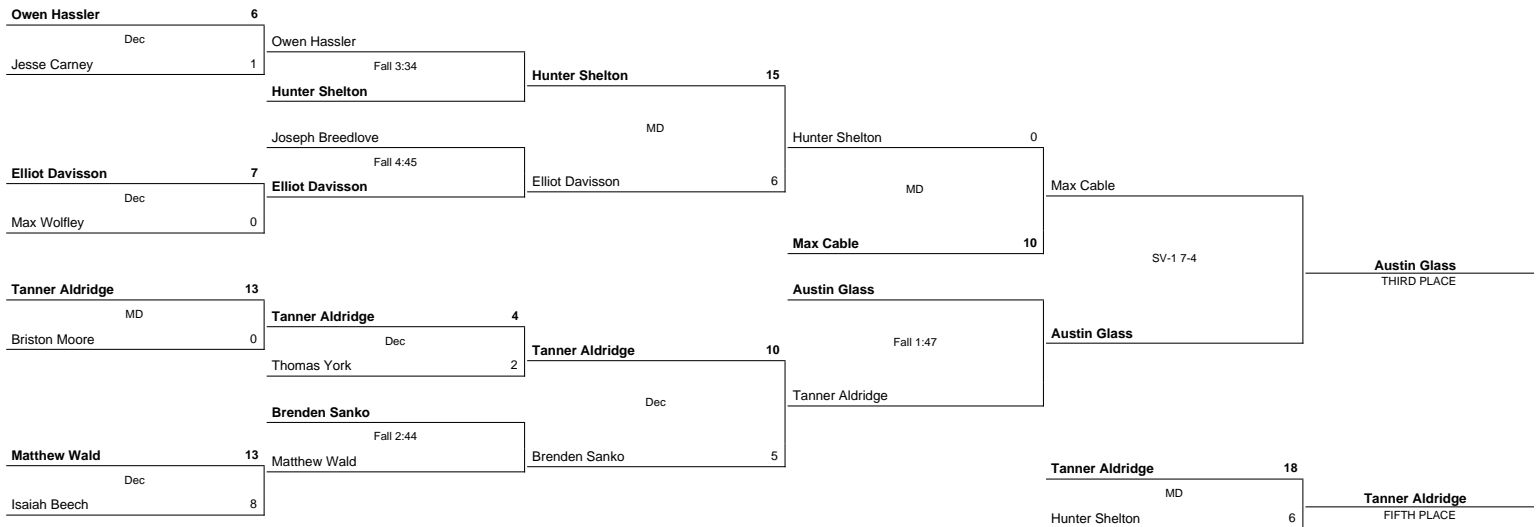 Owen Hassler 6
Dec
Jesse Carney 1
Elliot Davisson 7
Dec
Max Wolfley 0
Tanner Aldridge 13
MD
Briston Moore 0
Matthew Wald 13
Dec
Isaiah Beech 8
Owen Hassler
Fall 3:34
Hunter Shelton
Joseph Breedlove
Fall 4:45
Elliot Davisson
Tanner Aldridge 4
Dec
Thomas York 2
Brenden Sanko
Fall 2:44
Matthew Wald
Hunter Shelton 15
MD
Elliot Davisson 6
Tanner Aldridge 10
Dec
Brenden Sanko 5
Hunter Shelton 0
MD
Max Cable 10
Austin Glass
Fall 1:47
Tanner Aldridge
Max Cable
SV-1 7-4
Austin Glass
Austin Glass
THIRD PLACE
Tanner Aldridge 18
MD
Hunter Shelton 6
Tanner Aldridge
FIFTH PLACE